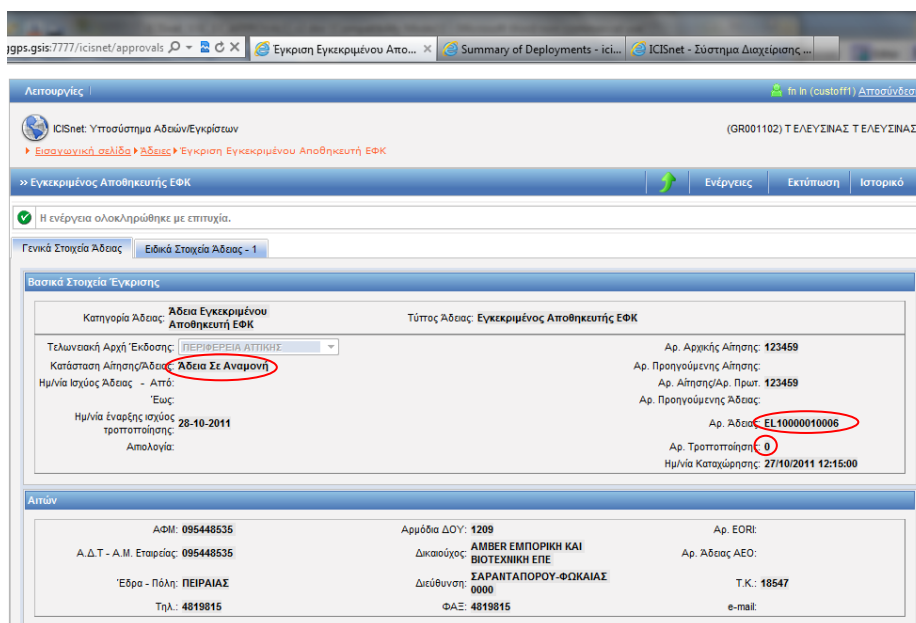 ggps.gsis:7777/icisnet/approvals Έγκριση Εγκεκριμένου Απο... Summary of Deployments - ici... ICISnet - Σύστημα Διαχείρισης ...
Λειτουργίες fn ln (custoff1) Αποσύνδεσ
ICISnet: Υποσύστημα Αδειών/Εγκρίσεων (GR001102) Τ ΕΛΕΥΣΙΝΑΣ Τ ΕΛΕΥΣΙΝΑΣ
Εισαγωγική σελίδα Άδειες Έγκριση Εγκεκριμένου Αποθηκευτή ΕΦΚ
>> Εγκεκριμένος Αποθηκευτής ΕΦΚ Ενέργειες Εκτύπωση Ιστορικό
Η ενέργεια ολοκληρώθηκε με επιτυχία.
Γενικά Στοιχεία Άδειας Ειδικά Στοιχεία Άδειας - 1
Βασικά Στοιχεία Έγκρισης
Κατηγορία Άδειας: Άδεια Εγκεκριμένου Αποθηκευτή ΕΦΚ Τύπος Άδειας: Εγκεκριμένος Αποθηκευτής ΕΦΚ
Τελωνειακή Αρχή Έκδοσης: ΠΕΡΙΦΕΡΕΙΑ ΑΤΤΙΚΗΣ Αρ. Αρχικής Αίτησης: 123459
Κατάσταση Αίτησης/Άδειας: Άδεια Σε Αναμονή Αρ. Προηγούμενης Αίτησης:
Ημ/νία Ισχύος Άδειας - Από: Αρ. Αίτησης/Αρ. Πρωτ. 123459
Έως: Αρ. Προηγούμενης Άδειας:
Ημ/νία έναρξης ισχύος τροποποίησης: 28-10-2011 Αρ. Άδειας: EL10000010006
Απολογία: Αρ. Τροποποίησης: 0
Ημ/νία Καταχώρησης: 27/10/2011 12:15:00
Αιτών
ΑΦΜ: 095448535 Αρμόδια ΔΟΥ: 1209 Αρ. EORI:
Α.Δ.Τ - Α.Μ. Εταιρείας: 095448535 Δικαιούχος: AMBER ΕΜΠΟΡΙΚΗ ΚΑΙ ΒΙΟΤΕΧΝΙΚΗ ΕΠΕ Αρ. Άδειας ΑΕΟ:
Έδρα - Πόλη: ΠΕΙΡΑΙΑΣ Διεύθυνση: ΣΑΡΑΝΤΑΠΟΡΟΥ-ΦΩΚΑΙΑΣ 0000 Τ.Κ.: 18547
Τηλ.: 4819815 ΦΑΞ: 4819815 e-mail: